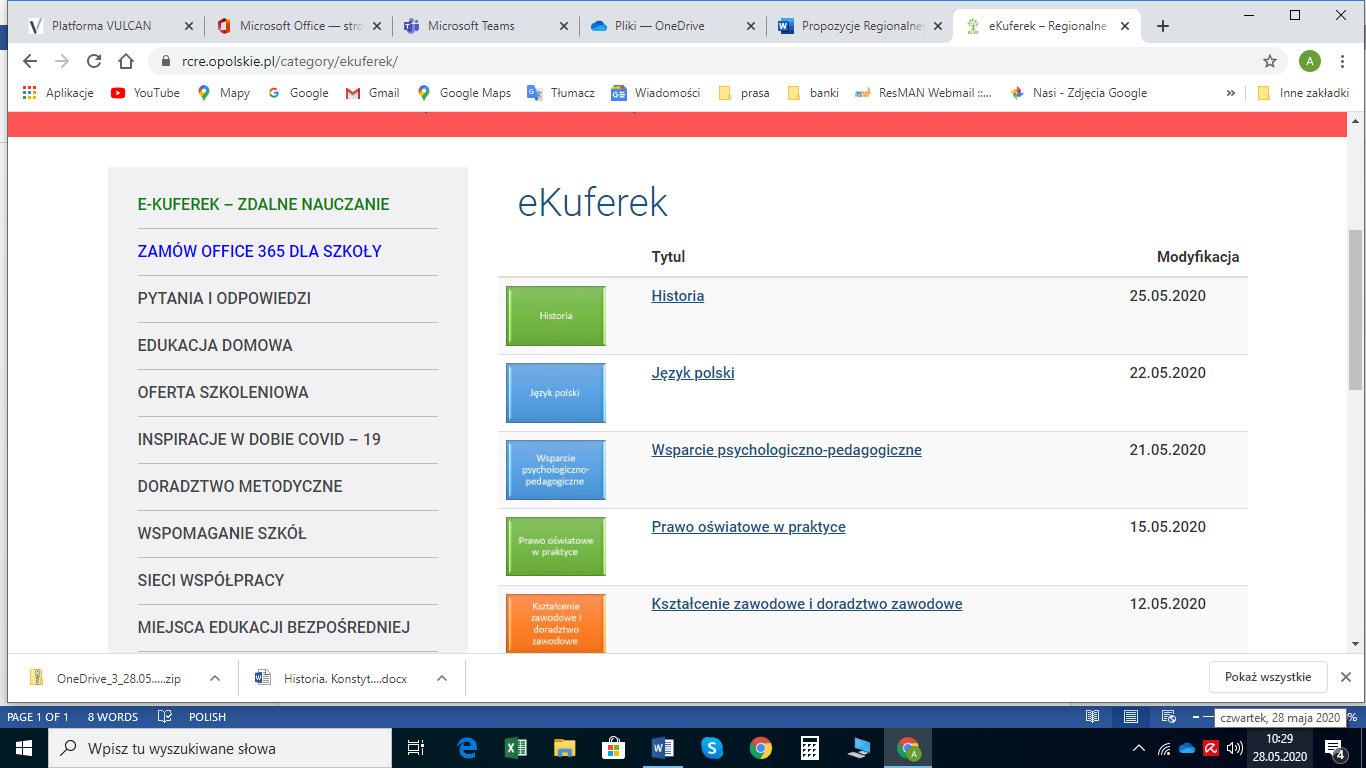 Platforma VULCAN
Microsoft Office — stro
Microsoft Teams
Pliki — OneDrive
Propozycje Regionalne
eKuferek – Regionalne
rcre.opolskie.pl/category/ekuferek/
A
Aplikacje
YouTube
Mapy
Google
Gmail
Google Maps
Tłumacz
Wiadomości
prasa
banki
ResMAN Webmail ::...
Nasi - Zdjęcia Google
»
Inne zakładki
E-KUFEREK – ZDALNE NAUCZANIE
ZAMÓW OFFICE 365 DLA SZKOŁY
PYTANIA I ODPOWIEDZI
EDUKACJA DOMOWA
OFERTA SZKOLENIOWA
INSPIRACJE W DOBIE COVID – 19
DORADZTWO METODYCZNE
WSPOMAGANIE SZKÓŁ
SIECI WSPÓŁPRACY
MIEJSCA EDUKACJI BEZPOŚREDNIEJ
eKuferek
Tytul Modyfikacja
Historia
Historia 25.05.2020
Język polski
Język polski 22.05.2020
Wsparcie
psychologiczno-
pedagogiczne
Wsparcie psychologiczno-pedagogiczne 21.05.2020
Prawo oświatowe
w praktyce
Prawo oświatowe w praktyce 15.05.2020
Kształcenie
zawodowe i
doradztwo
zawodowe
Kształcenie zawodowe i doradztwo zawodowe 12.05.2020
OneDrive_3_28.05.....zip
Historia. Konstyt....docx
Pokaż wszystkie
PAGE 1 OF 1 8 WORDS POLISH
czwartek, 28 maja 2020
%
Wpisz tu wyszukiwane słowa
A
10:29
28.05.2020
4